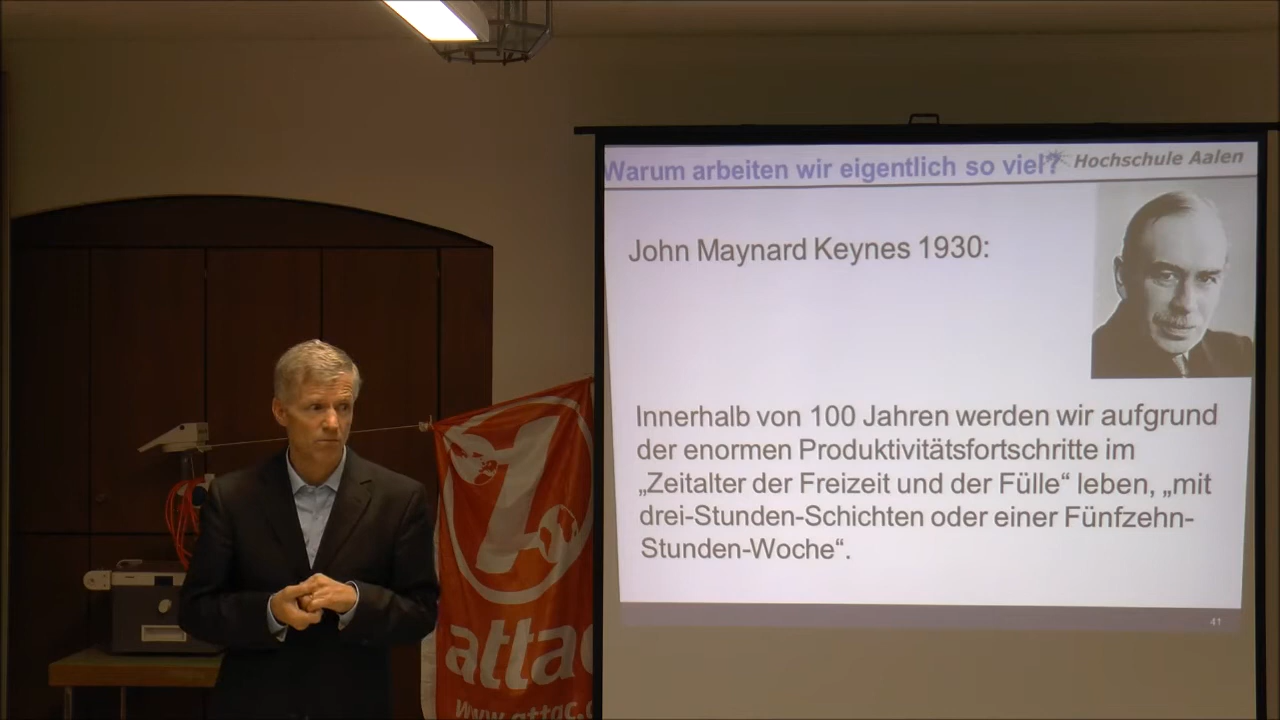 Warum arbeiten wir eigentlich so viel?
Hochschule Aalen
John Maynard Keynes 1930:
Innerhalb von 100 Jahren werden wir aufgrund
der enormen Produktivitätsfortschritte im
„Zeitalter der Freizeit und der Fülle“ leben, „mit
drei-Stunden-Schichten oder einer Fünfzehn-
Stunden-Woche“.
41
attac
www.attac.